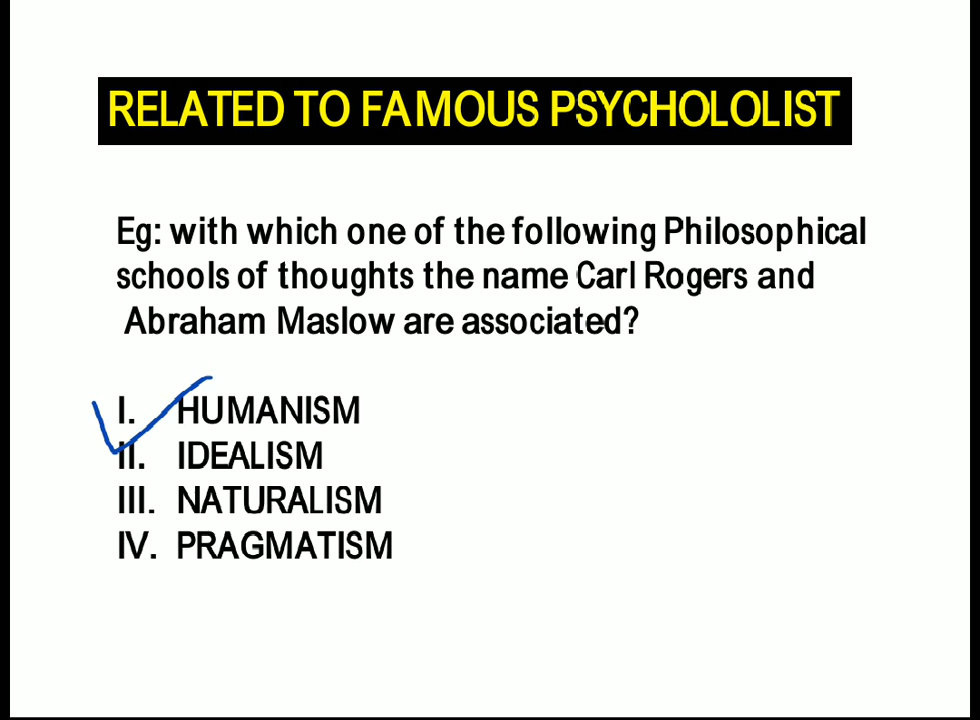 RELATED TO FAMOUS PSYCHOLOLIST
Eg: with which one of the following Philosophical
schools of thoughts the name Carl Rogers and
Abraham Maslow are associated?
I. HUMANISM
II. IDEALISM
III. NATURALISM
IV. PRAGMATISM